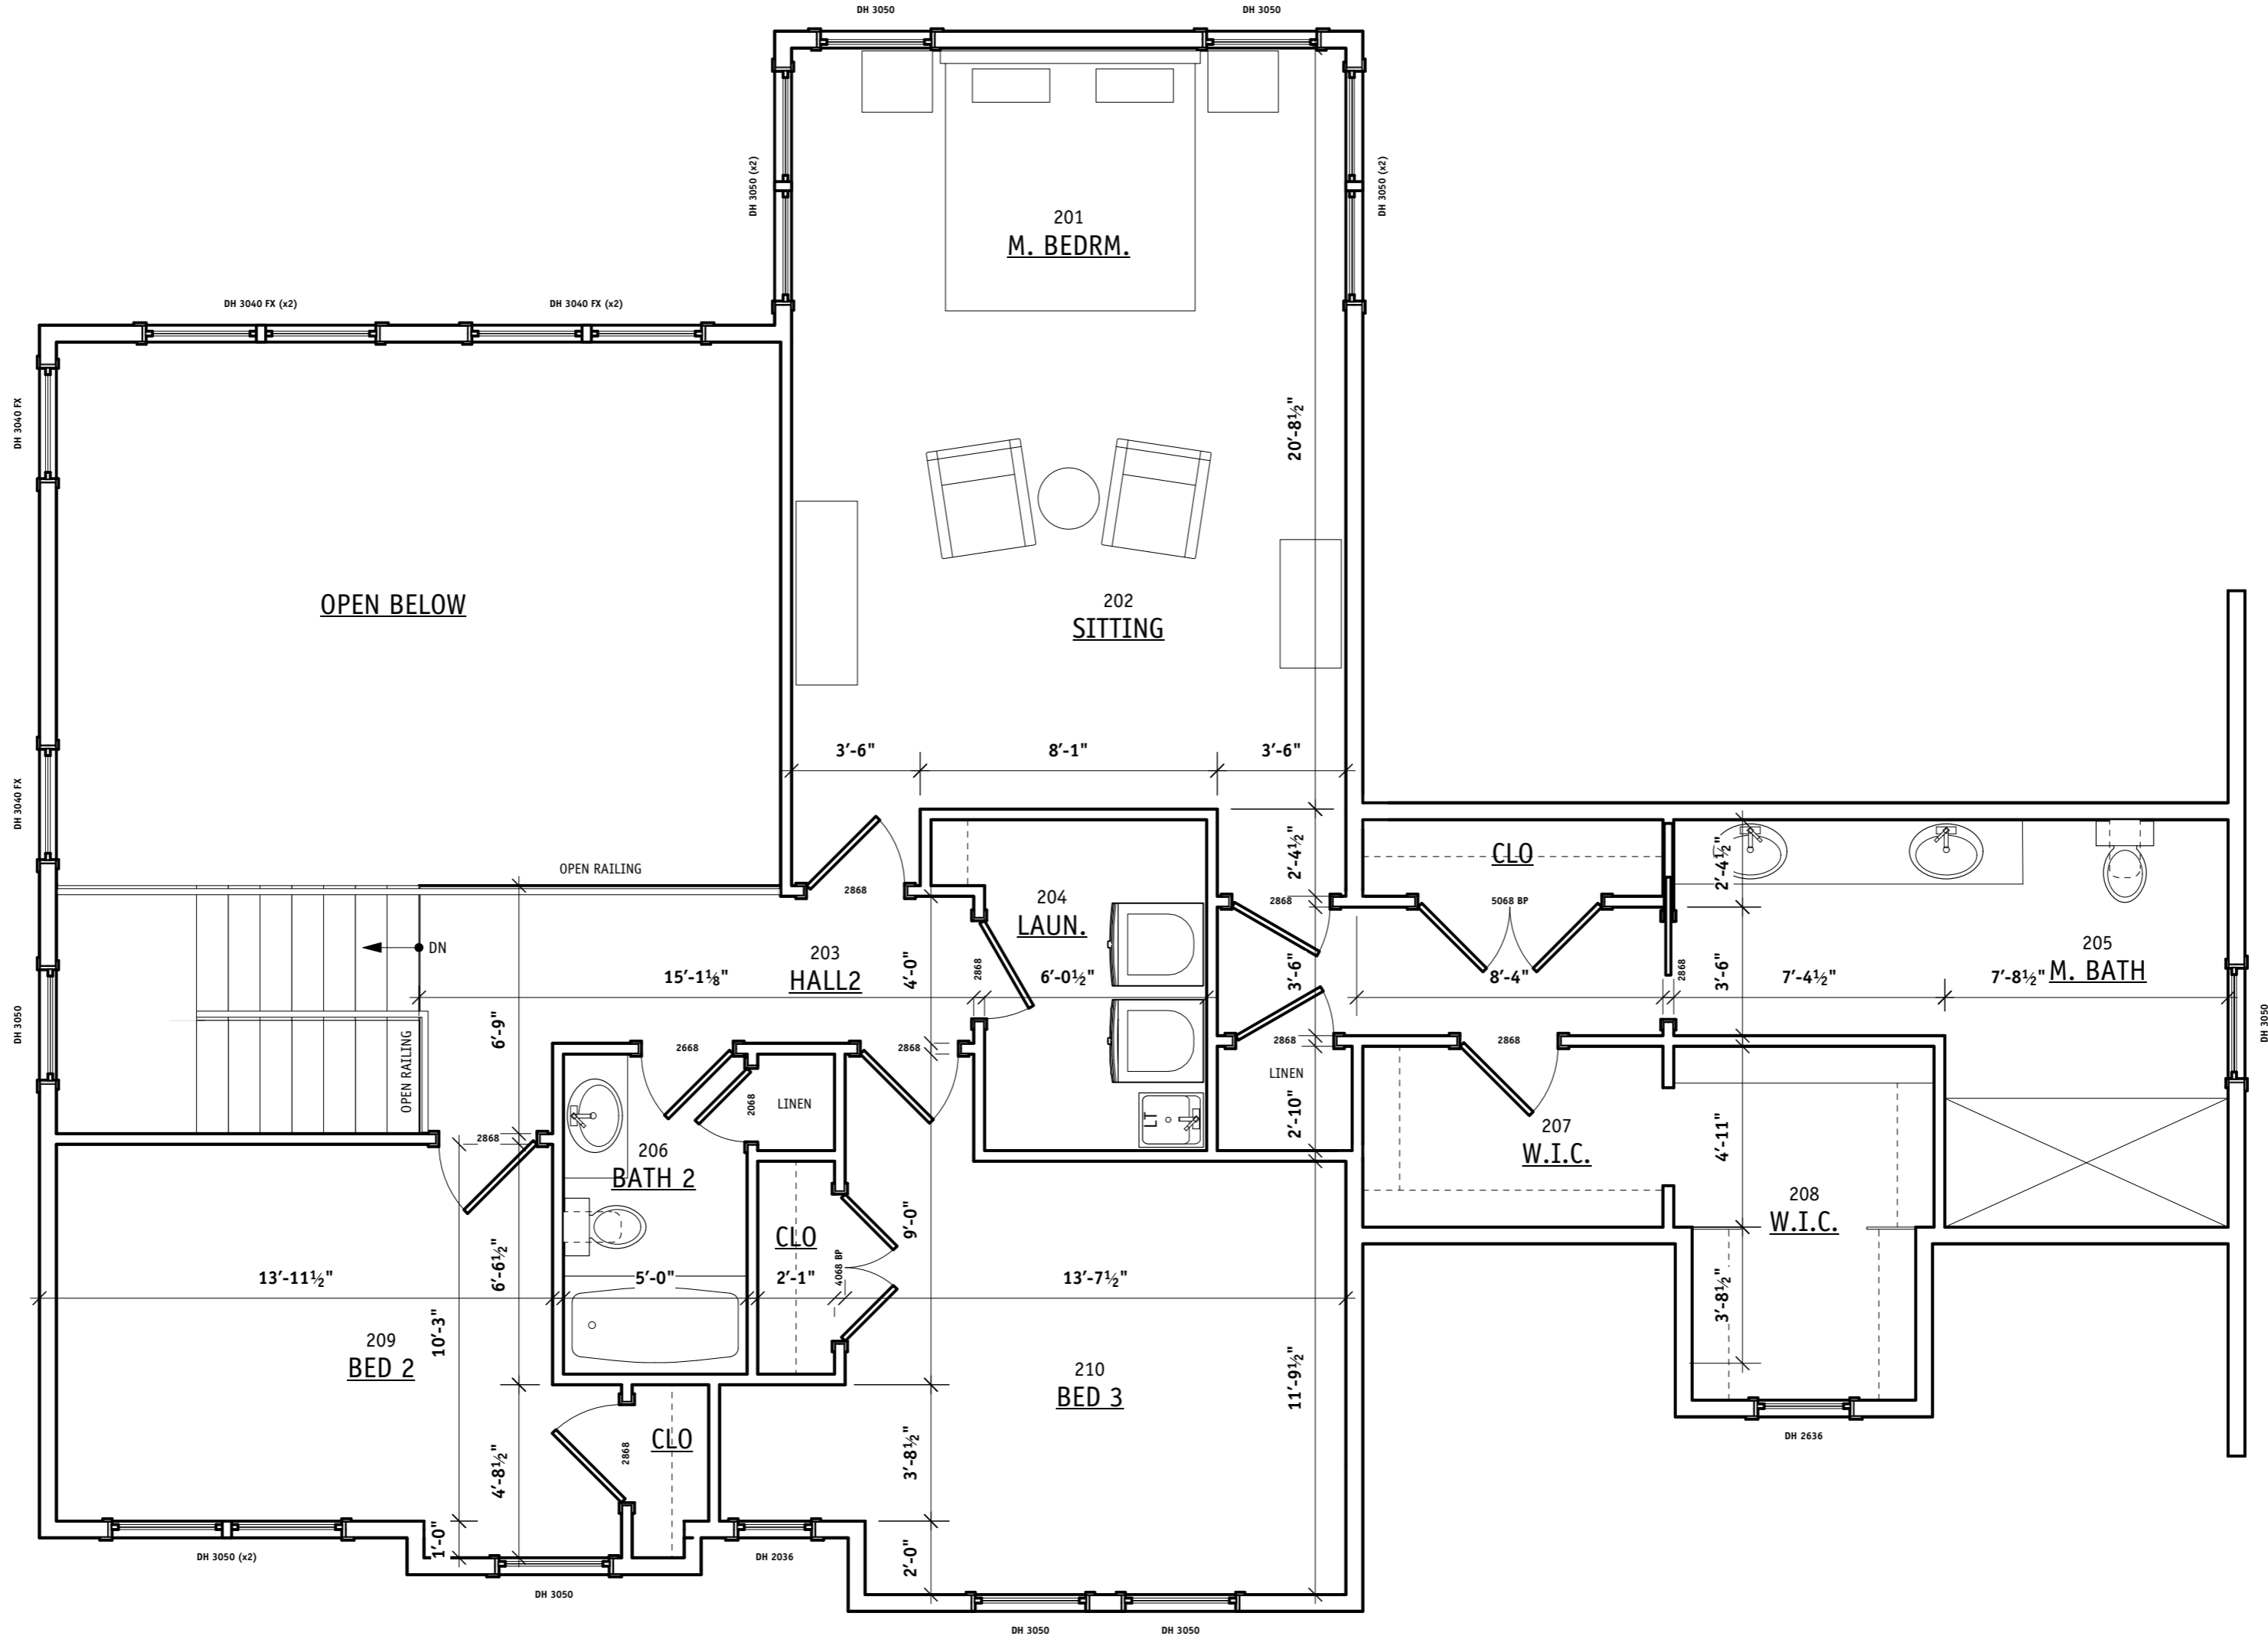 DH 3050
DH 3050
DH 3050 (x2)
DH 3050 (x2)
201
M. BEDRM.
DH 3040 FX (x2)
DH 3040 FX (x2)
DH 3040 FX
20'-8½"
OPEN BELOW
202
SITTING
3'-6"
8'-1"
3'-6"
DH 3040 FX
OPEN RAILING
2868
204
LAUN.
2'-4½"
2868
CLO
5068 BP
2'-4½"
DN
203
HALL2
15'-1⅛"
4'-0"
2868
6'-0½"
3'-6"
8'-4"
2868
3'-6"
7'-4½"
7'-8½"
205
M. BATH
DH 3050
DH 3050
6'-9"
OPEN RAILING
2668
2868
2868
2868
LINEN
2068
LINEN
2'-10"
2868
206
BATH 2
207
W.I.C.
4'-11"
208
W.I.C.
6'-6½"
CLO
9'-0"
4068 BP
13'-11½"
5'-0"
2'-1"
13'-7½"
3'-8½"
10'-3"
209
BED 2
210
BED 3
11'-9½"
4'-8½"
2868
CLO
3'-8½"
DH 2636
1'-0"
2'-0"
DH 3050 (x2)
DH 3050
DH 2036
DH 3050
DH 3050
LT